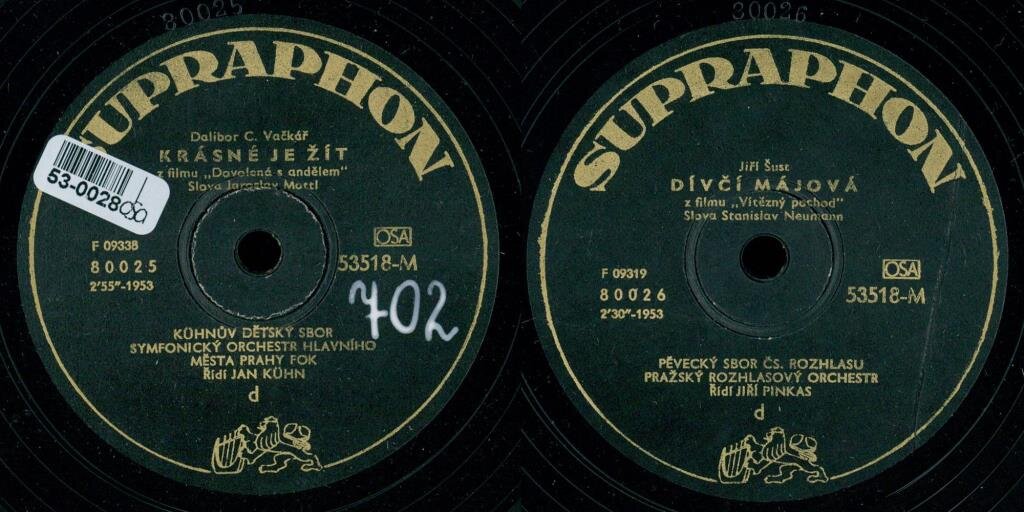 30025
SUPRAPHON
Dalibor C. Vačkář
KRÁSNÉ JE ŽÍT
z filmu „Dovolená s andělem"
Slova Jaroslav Mottl
53-0028 osa
F 09338
80025
2'55"-1953
OSA
53518-M
702
KÜHNŮV DĚTSKÝ SBOR
SYMFONICKÝ ORCHESTR HLAVNÍHO
MĚSTA PRAHY FOK
Řídí JAN KÜHN
d
30026
SUPRAPHON
Jiří Šust
DÍVČÍ MÁJOVÁ
z filmu „Vítězný pochod"
Slova Stanislav Neumann
F 09319
80026
2'30"-1953
OSA
53518-M
PĚVECKÝ SBOR ČS. ROZHLASU
PRAŽSKÝ ROZHLASOVÝ ORCHESTR
Řídí JIŘÍ PINKAS
d